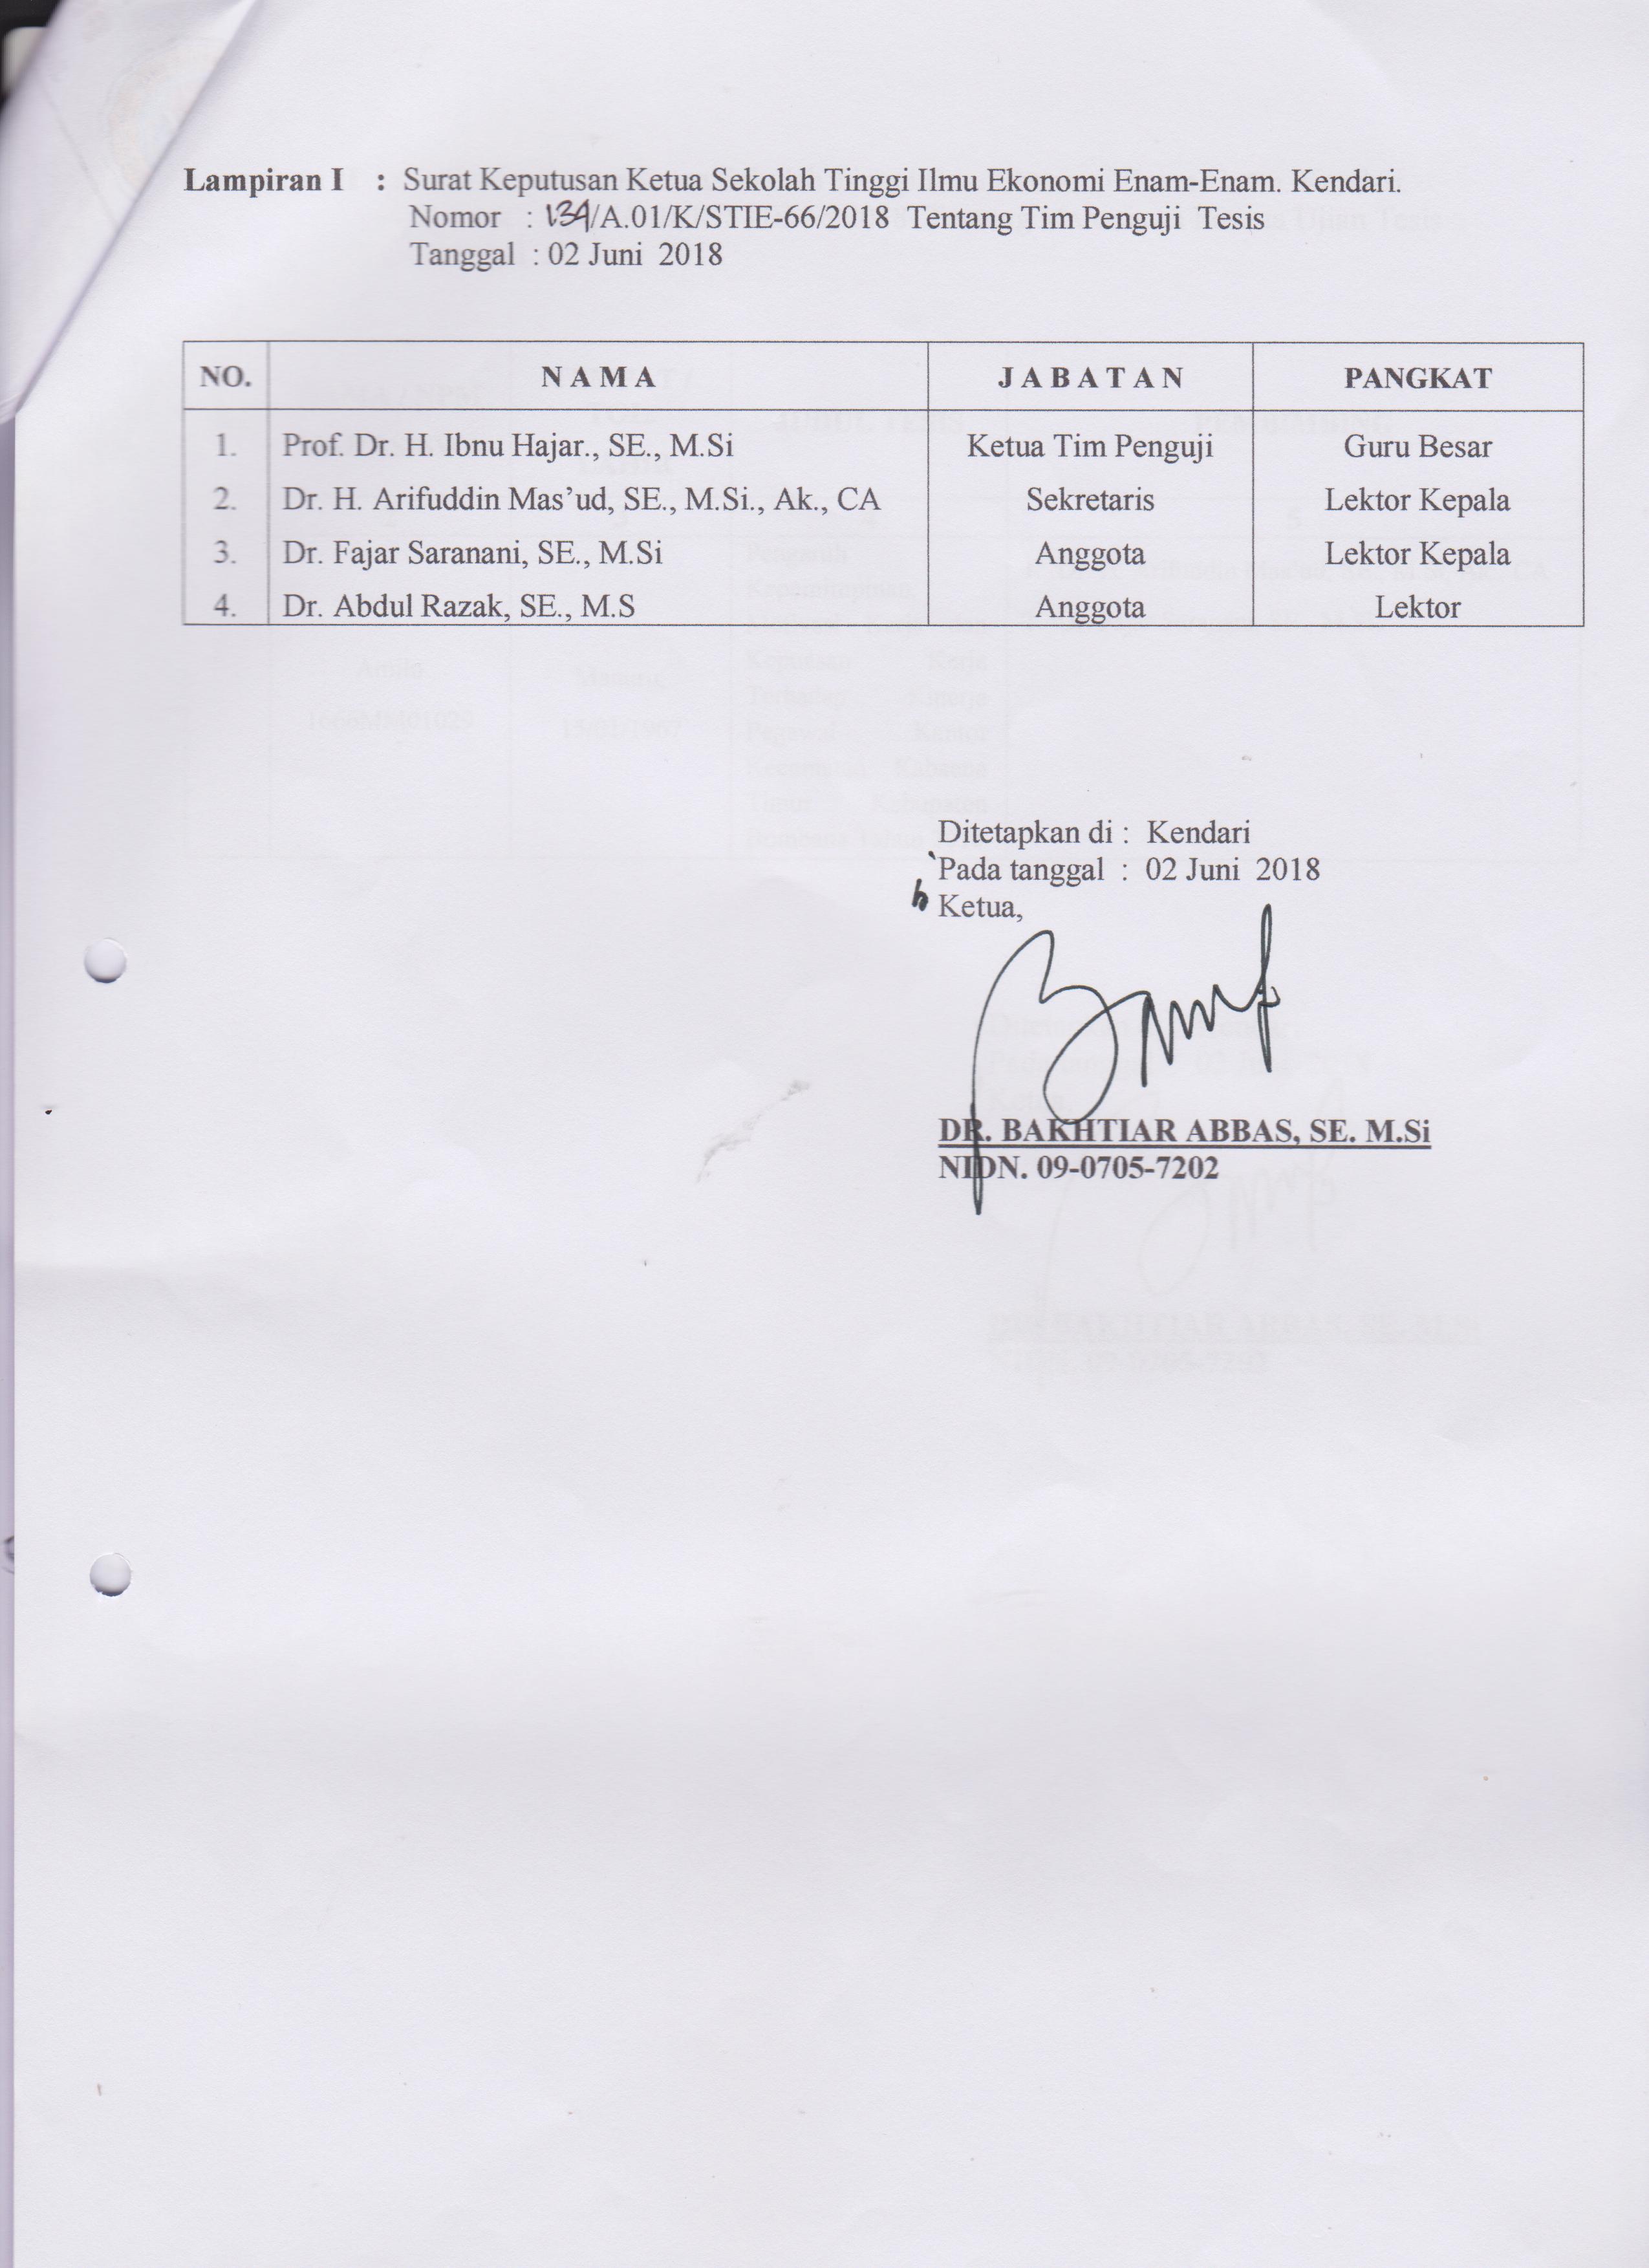 Lampiran I : Surat Keputusan Ketua Sekolah Tinggi Ilmu Ekonomi Enam-Enam. Kendari.
Nomor : 134/A.01/K/STIE-66/2018 Tentang Tim Penguji Tesis
Tanggal : 02 Juni 2018
NO. N A M A J A B A T A N PANGKAT
1. Prof. Dr. H. Ibnu Hajar., SE., M.Si Ketua Tim Penguji Guru Besar
2. Dr. H. Arifuddin Mas’ud, SE., M.Si., Ak., CA Sekretaris Lektor Kepala
3. Dr. Fajar Saranani, SE., M.Si Anggota Lektor Kepala
4. Dr. Abdul Razak, SE., M.S Anggota Lektor
Ditetapkan di : Kendari
Pada tanggal : 02 Juni 2018
Ketua,
DR. BAKHTIAR ABBAS, SE. M.Si
NIDN. 09-0705-7202